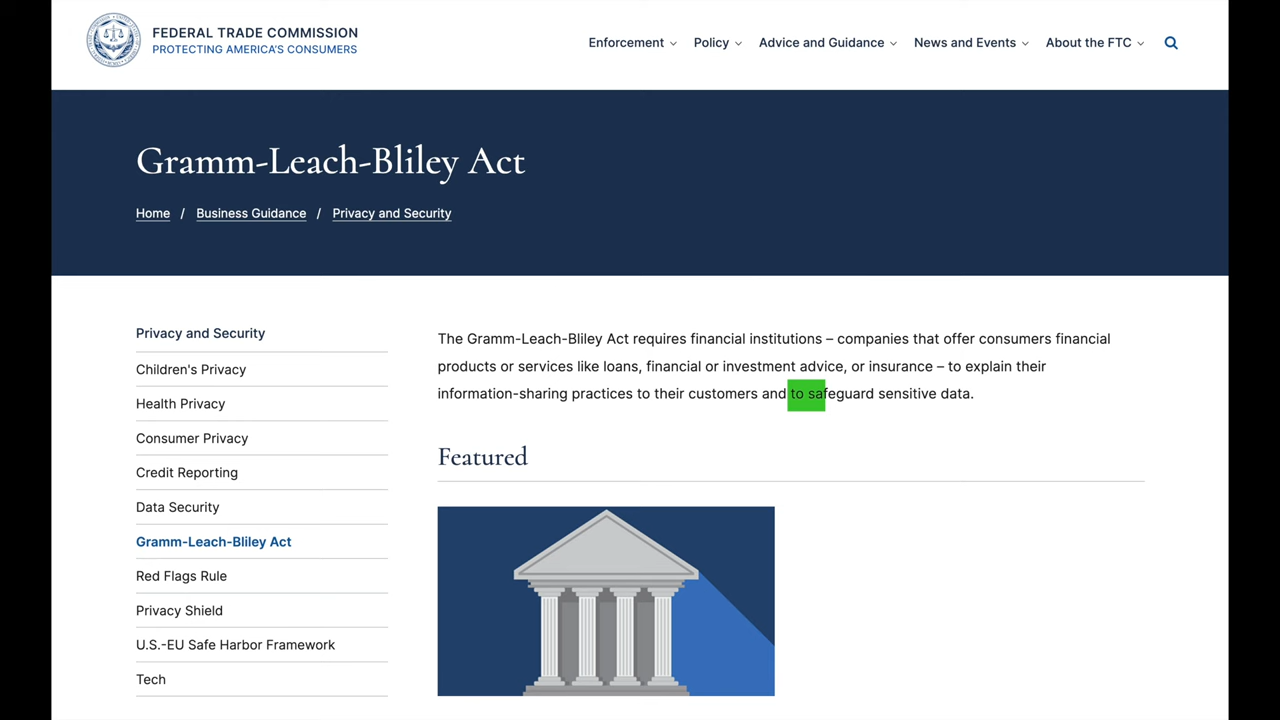 FEDERAL TRADE COMMISSION
PROTECTING AMERICA'S CONSUMERS
Enforcement Policy Advice and Guidance News and Events About the FTC
Gramm-Leach-Bliley Act
Home / Business Guidance / Privacy and Security
Privacy and Security
Children's Privacy
Health Privacy
Consumer Privacy
Credit Reporting
Data Security
Gramm-Leach-Bliley Act
Red Flags Rule
Privacy Shield
U.S.-EU Safe Harbor Framework
Tech
The Gramm-Leach-Bliley Act requires financial institutions – companies that offer consumers financial
products or services like loans, financial or investment advice, or insurance – to explain their
information-sharing practices to their customers and to safeguard sensitive data.
Featured